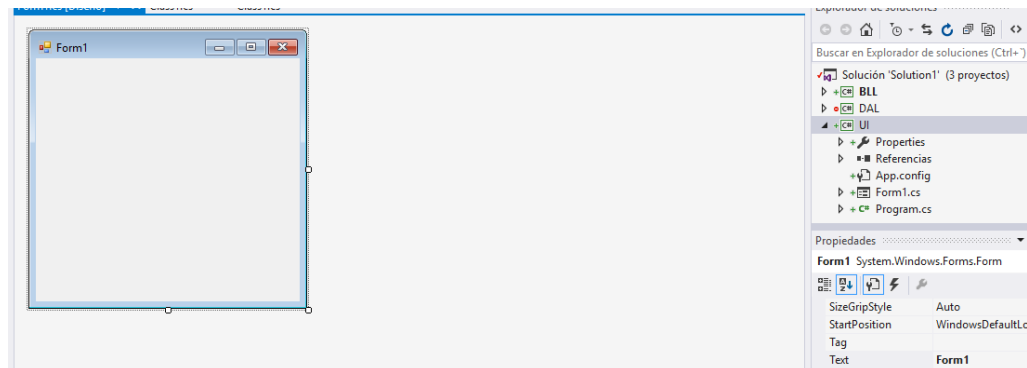 Form1
Buscar en Explorador de soluciones (Ctrl+´)
Solución 'Solution1' (3 proyectos)
C# BLL
C# DAL
C# UI
Properties
Referencias
App.config
Form1.cs
C# Program.cs
Propiedades
Form1 System.Windows.Forms.Form
SizeGripStyle Auto
StartPosition WindowsDefaultLo
Tag
Text Form1